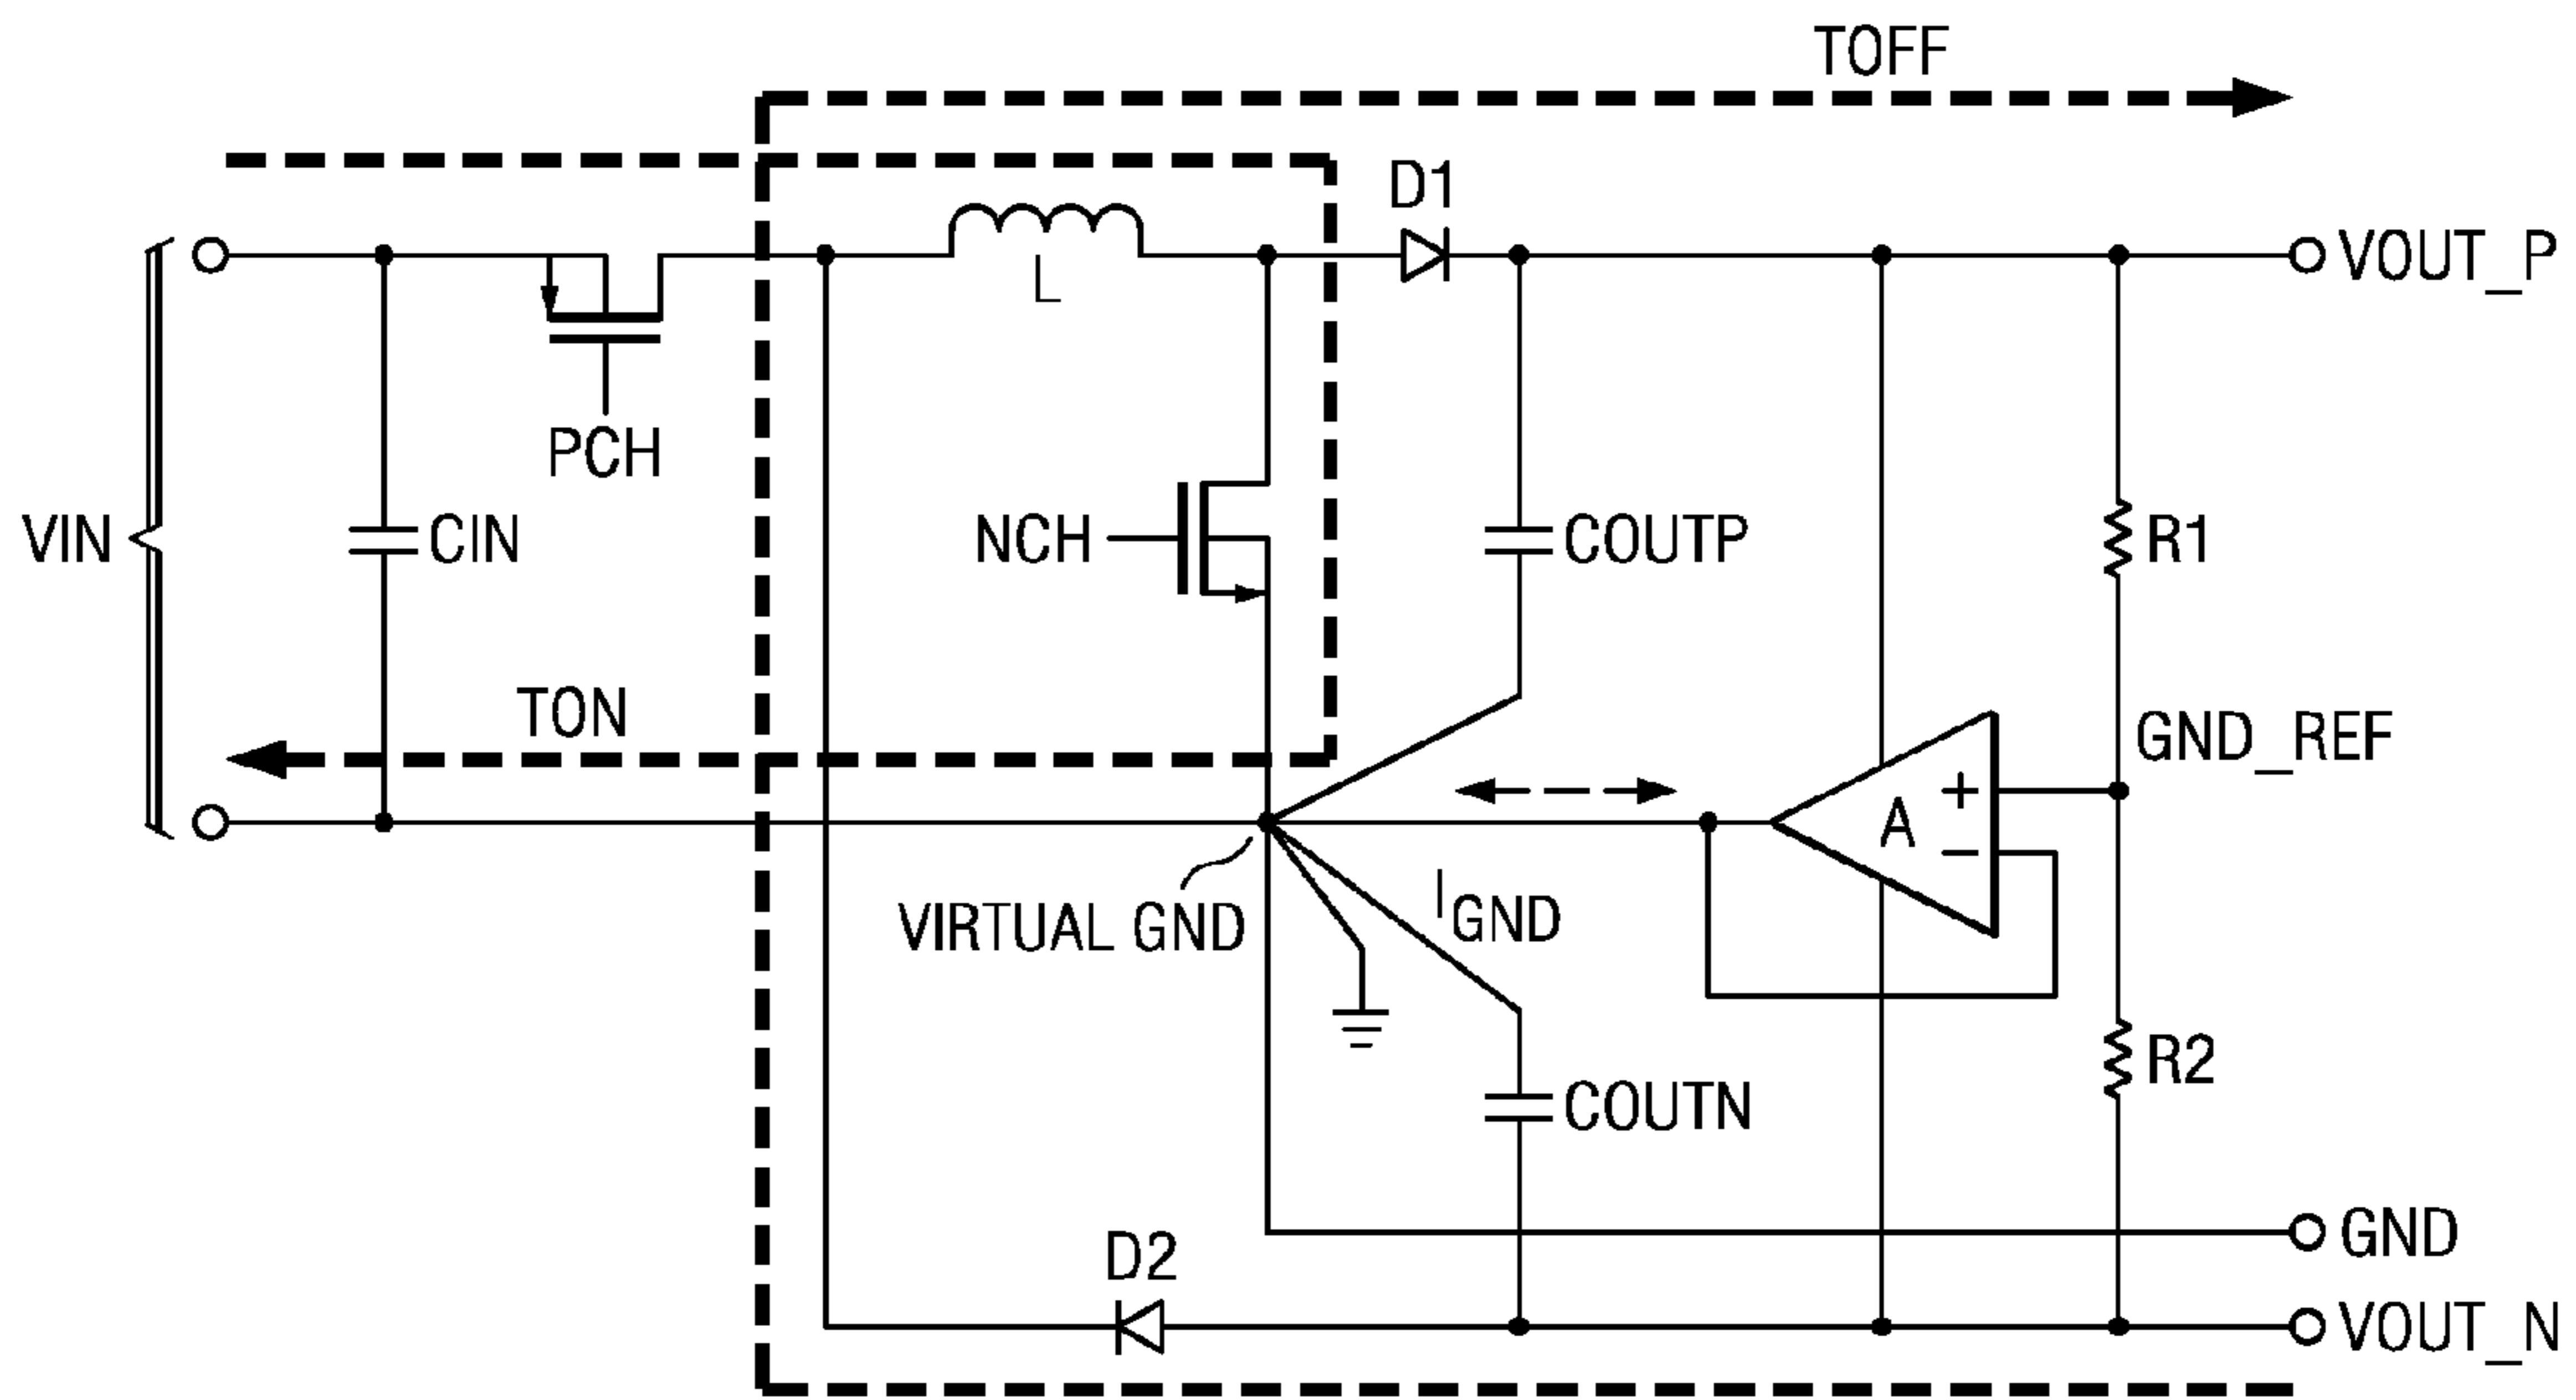 TOFF
D1
VOUT_P
L
PCH
VIN
CIN
NCH
COUTP
R1
TON
GND_REF
+
A
−
VIRTUAL GND
IGND
R2
COUTN
D2
GND
VOUT_N